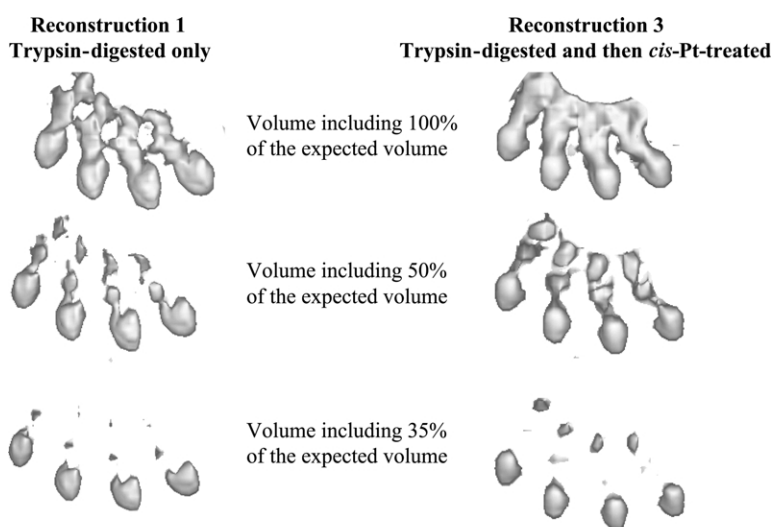 Reconstruction 1
Trypsin-digested only
Reconstruction 3
Trypsin-digested and then cis-Pt-treated
Volume including 100%
of the expected volume
Volume including 50%
of the expected volume
Volume including 35%
of the expected volume